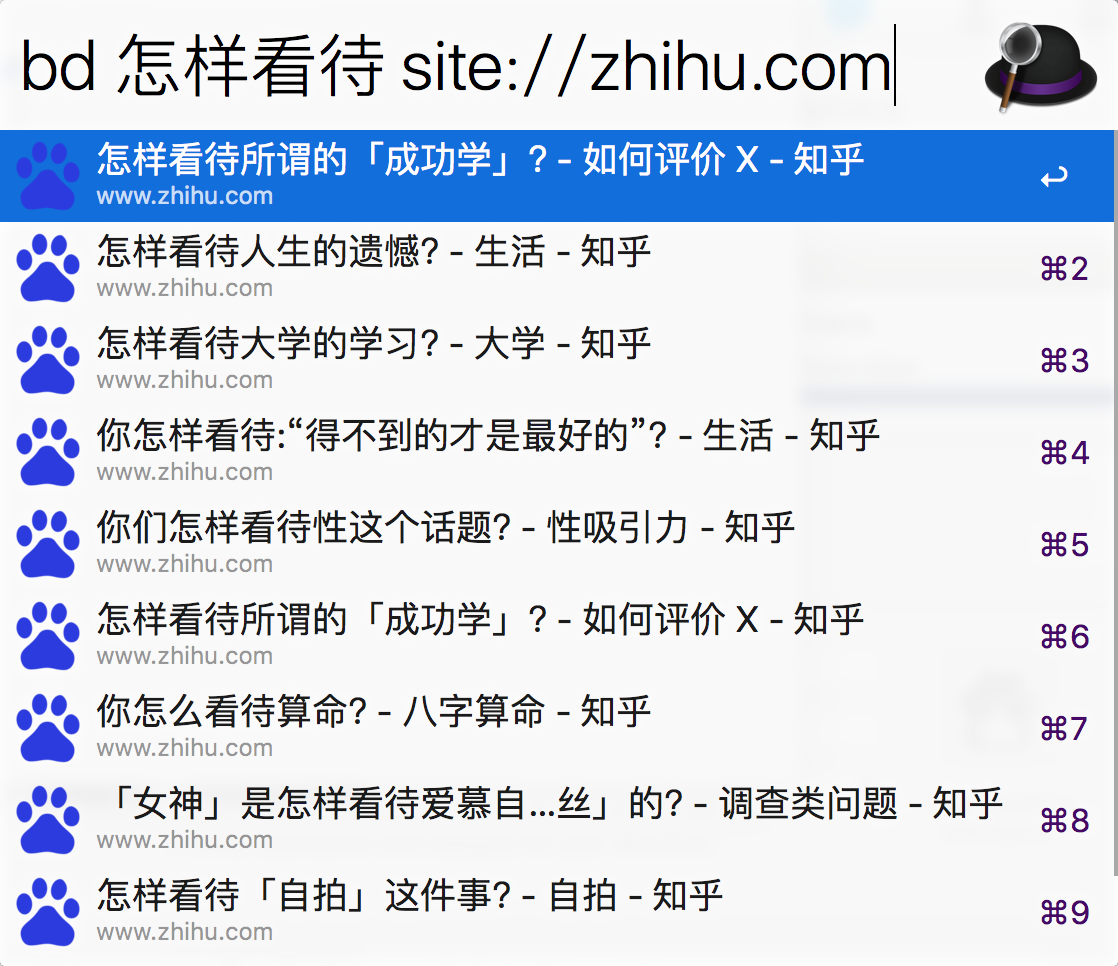 bd 怎样看待 site://zhihu.com
怎样看待所谓的「成功学」? - 如何评价 X - 知乎
www.zhihu.com
↩
怎样看待人生的遗憾? - 生活 - 知乎
www.zhihu.com
⌘2
怎样看待大学的学习? - 大学 - 知乎
www.zhihu.com
⌘3
你怎样看待:“得不到的才是最好的”? - 生活 - 知乎
www.zhihu.com
⌘4
你们怎样看待性这个话题? - 性吸引力 - 知乎
www.zhihu.com
⌘5
怎样看待所谓的「成功学」? - 如何评价 X - 知乎
www.zhihu.com
⌘6
你怎么看待算命? - 八字算命 - 知乎
www.zhihu.com
⌘7
「女神」是怎样看待爱慕自...丝」的? - 调查类问题 - 知乎
www.zhihu.com
⌘8
怎样看待「自拍」这件事? - 自拍 - 知乎
www.zhihu.com
⌘9